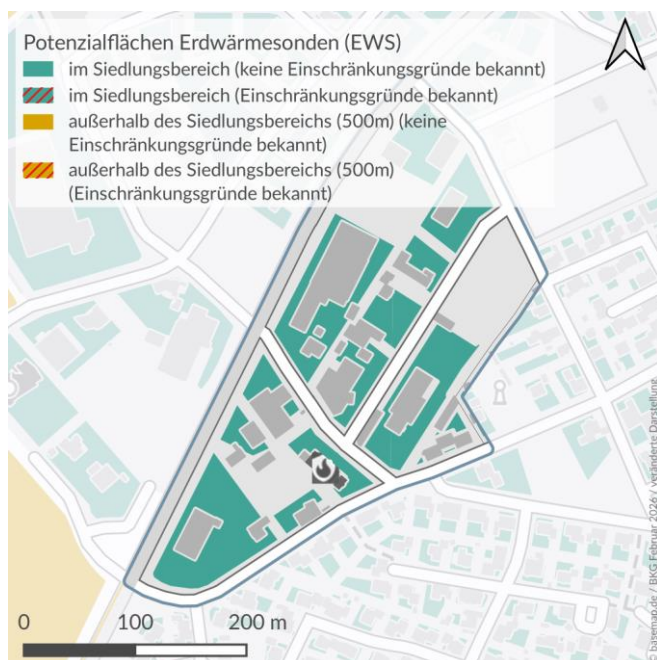 Potenzialflächen Erdwärmesonden (EWS)
im Siedlungsbereich (keine Einschränkungsgründe bekannt)
im Siedlungsbereich (Einschränkungsgründe bekannt)
außerhalb des Siedlungsbereichs (500m) (keine
Einschränkungsgründe bekannt)
außerhalb des Siedlungsbereichs (500m)
(Einschränkungsgründe bekannt)
0 100 200 m
© basemap.de / BKG Februar 2026 / veränderte Darstellung